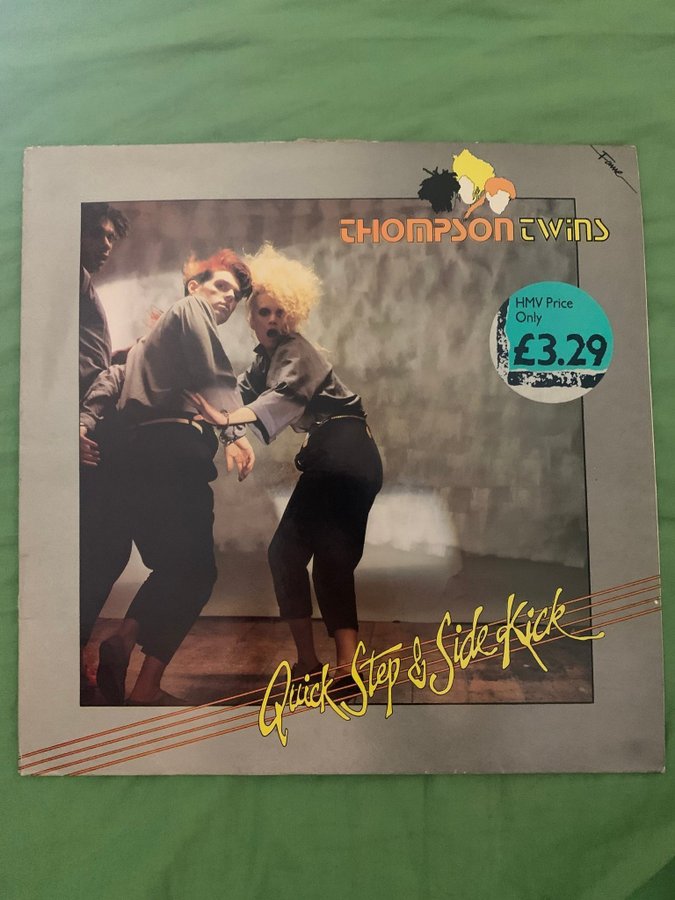 Fame
THOMPSON TWINS
HMV Price
Only
£3.29
Quick Step & Side Kick